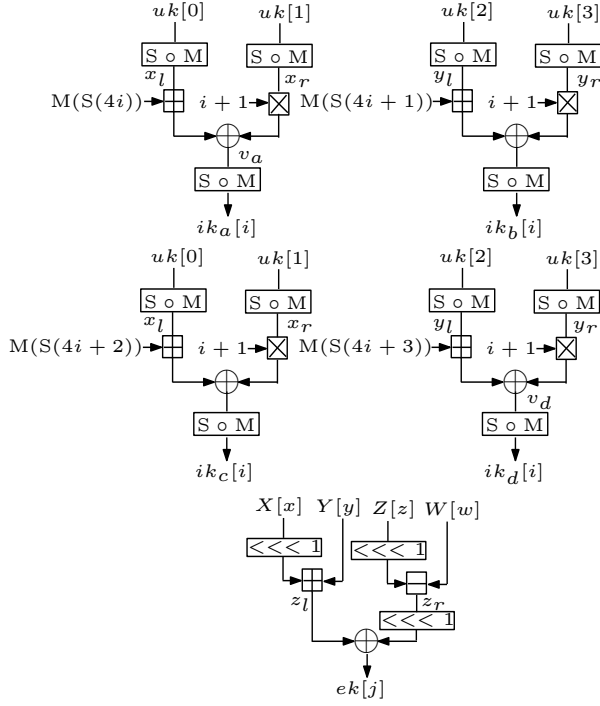 uk[0] uk[1] uk[2] uk[3]
S ∘ M S ∘ M S ∘ M S ∘ M
x_l x_r y_l y_r
M(S(4i)) i + 1 M(S(4i + 1)) i + 1
v_a
S ∘ M S ∘ M
ik_a[i] ik_b[i]
uk[0] uk[1] uk[2] uk[3]
S ∘ M S ∘ M S ∘ M S ∘ M
x_l x_r y_l y_r
M(S(4i + 2)) i + 1 M(S(4i + 3)) i + 1
v_d
S ∘ M S ∘ M
ik_c[i] ik_d[i]
X[x] Y[y] Z[z] W[w]
<<< 1 <<< 1
z_l z_r
<<< 1
ek[j]